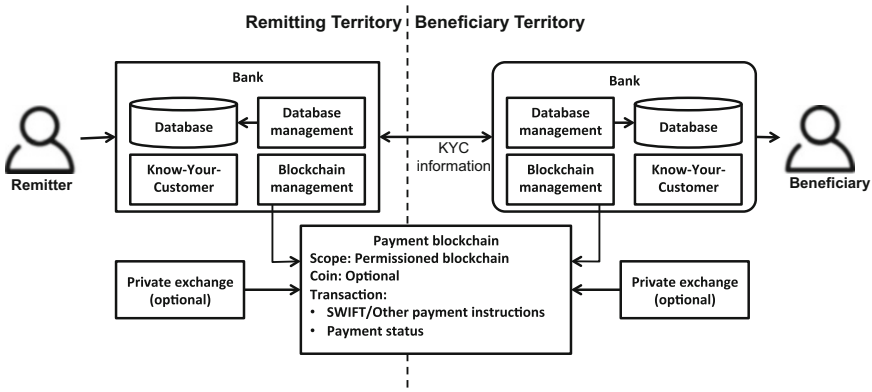 Remitting Territory
Beneficiary Territory
Bank
Database
Database
management
Know-Your-
Customer
Blockchain
management
Remitter
KYC
information
Bank
Database
management
Database
Blockchain
management
Know-Your-
Customer
Beneficiary
Payment blockchain
Scope: Permissioned blockchain
Coin: Optional
Transaction:
• SWIFT/Other payment instructions
• Payment status
Private exchange
(optional)
Private exchange
(optional)